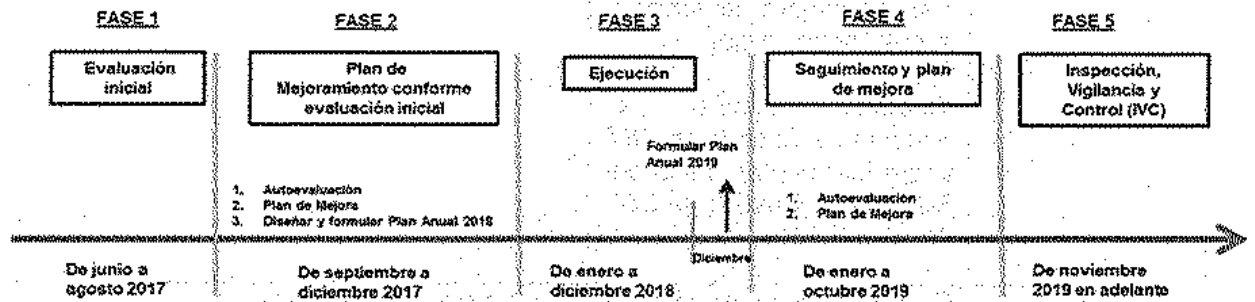 FASE 1
FASE 2
FASE 3
FASE 4
FASE 5
Evaluación
inicial
Plan de
Mejoramiento conforme
evaluación inicial
Ejecución
Seguimiento y plan
de mejora
Inspección,
Vigilancia y
Control (IVC)
Formular Plan
Anual 2019
1. Autoevaluación
2. Plan de Mejora
3. Diseñar y formular Plan Anual 2018
1. Autoevaluación
2. Plan de Mejora
Diciembre
De junio a
agosto 2017
De septiembre a
diciembre 2017
De enero a
diciembre 2018
De enero a
octubre 2019
De noviembre
2019 en adelante